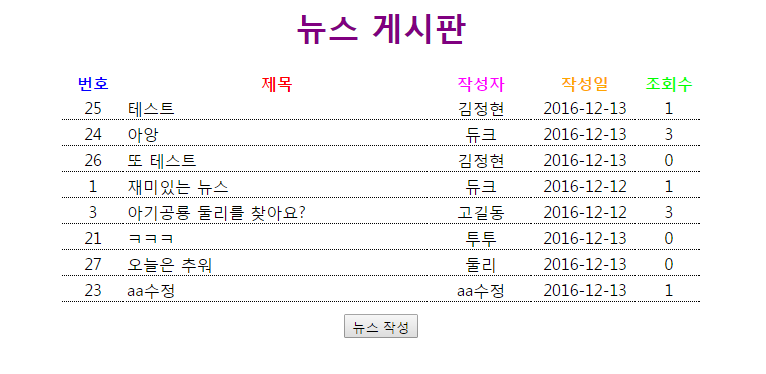 뉴스 게시판
번호 제목 작성자 작성일 조회수
25 테스트 김정현 2016-12-13 1
24 아앙 듀크 2016-12-13 3
26 또 테스트 김정현 2016-12-13 0
1 재미있는 뉴스 듀크 2016-12-12 1
3 아기공룡 둘리를 찾아요? 고길동 2016-12-12 3
21 ㅋㅋㅋ 투투 2016-12-13 0
27 오늘은 추워 둘리 2016-12-13 0
23 aa수정 aa수정 2016-12-13 1
뉴스 작성